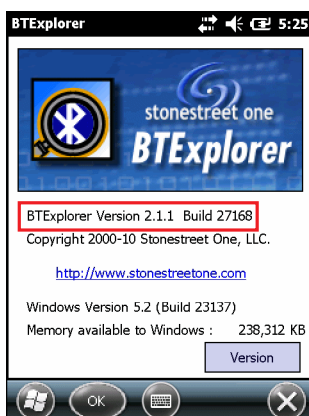 BTExplorer 5:25
stonestreet one
BTExplorer
BTExplorer Version 2.1.1 Build 27168
Copyright 2000-10 Stonestreet One, LLC.
http://www.stonestreetone.com
Windows Version 5.2 (Build 23137)
Memory available to Windows : 238,312 KB
Version
OK